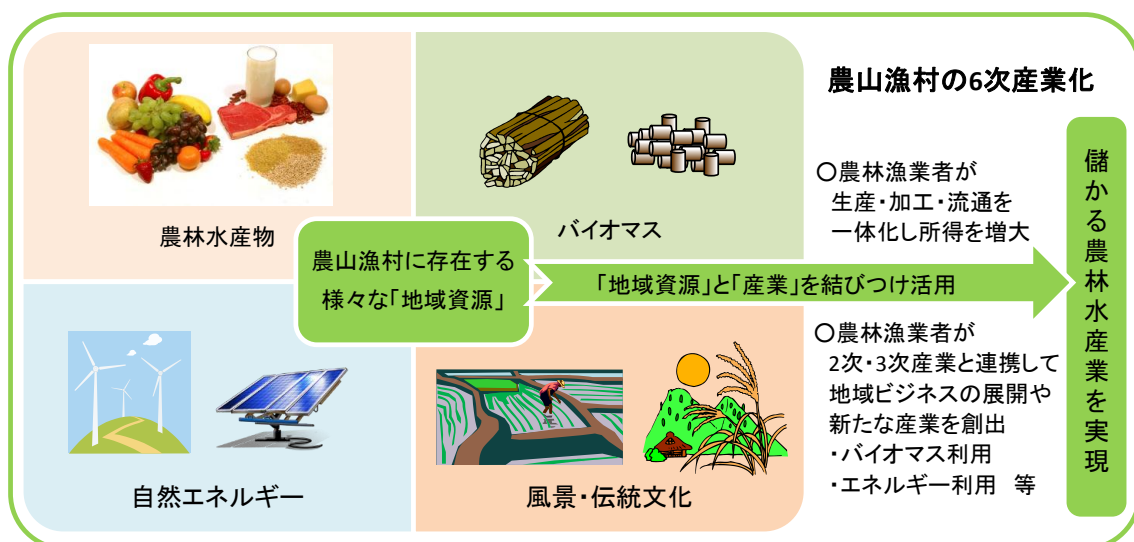 農林水産物
バイオマス
農山漁村に存在する
様々な「地域資源」
自然エネルギー
風景・伝統文化
「地域資源」と「産業」を結びつけ活用
農山漁村の6次産業化
○農林漁業者が
生産・加工・流通を
一体化し所得を増大
○農林漁業者が
2次・3次産業と連携して
地域ビジネスの展開や
新たな産業を創出
・バイオマス利用
・エネルギー利用 等
儲かる農林水産業を実現